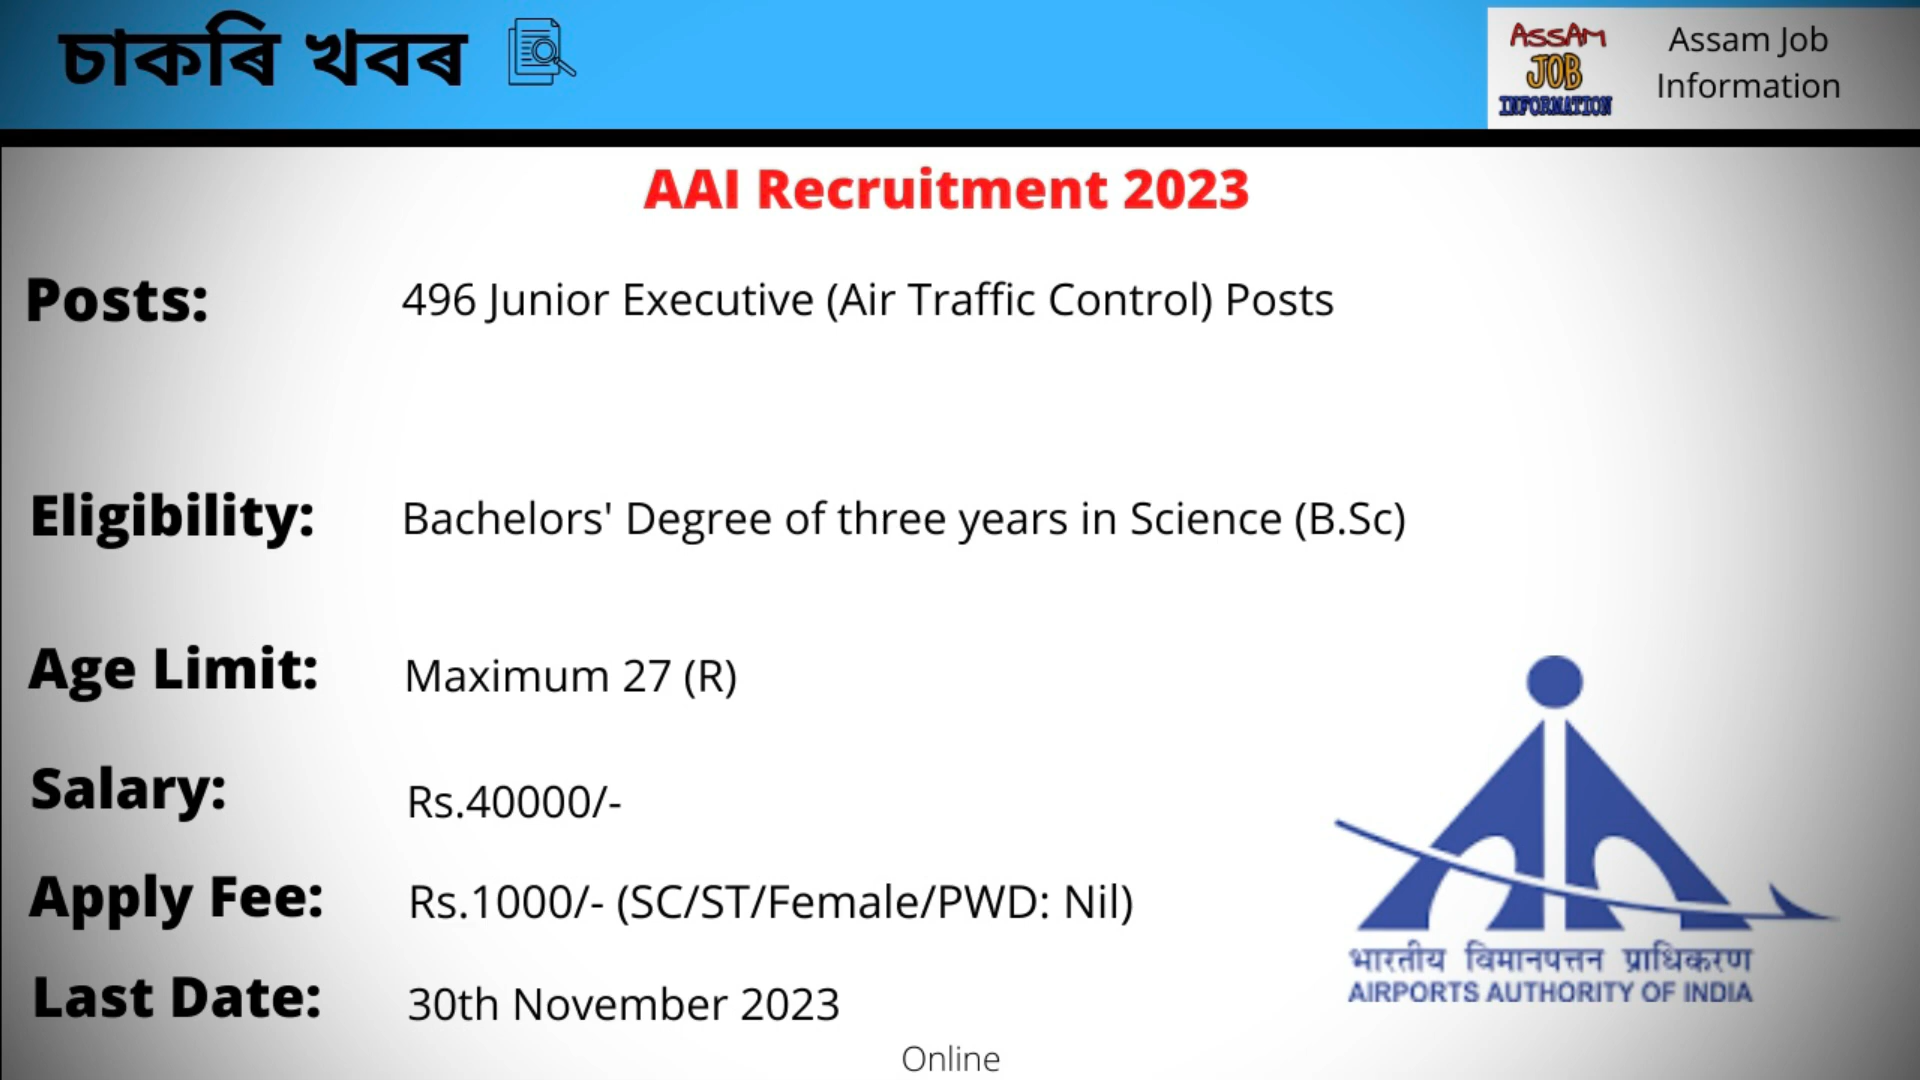 চাকৰি খবৰ
ASSAM
JOB
INFORMATION
Assam Job
Information
AAI Recruitment 2023
Posts: 496 Junior Executive (Air Traffic Control) Posts
Eligibility: Bachelors' Degree of three years in Science (B.Sc)
Age Limit: Maximum 27 (R)
Salary: Rs.40000/-
Apply Fee: Rs.1000/- (SC/ST/Female/PWD: Nil)
Last Date: 30th November 2023
भारतीय विमानपत्तन प्राधिकरण
AIRPORTS AUTHORITY OF INDIA
Online